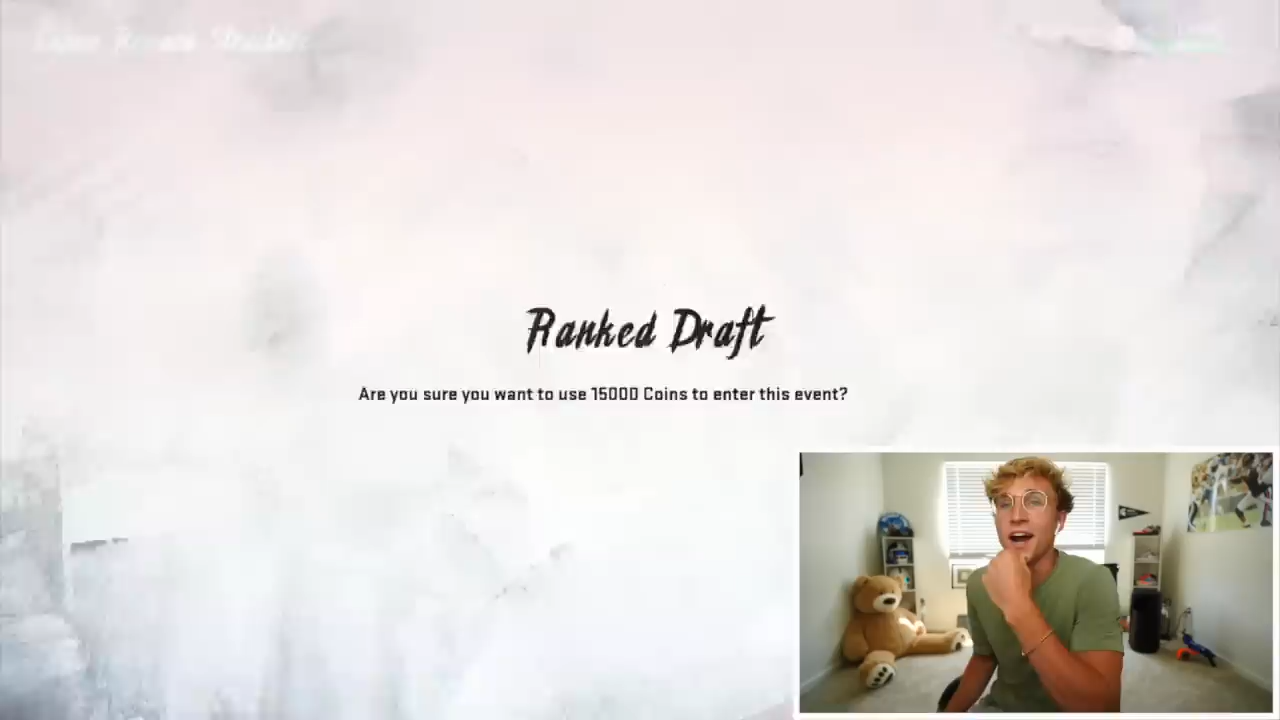 Ranked Draft
Are you sure you want to use 15000 Coins to enter this event?